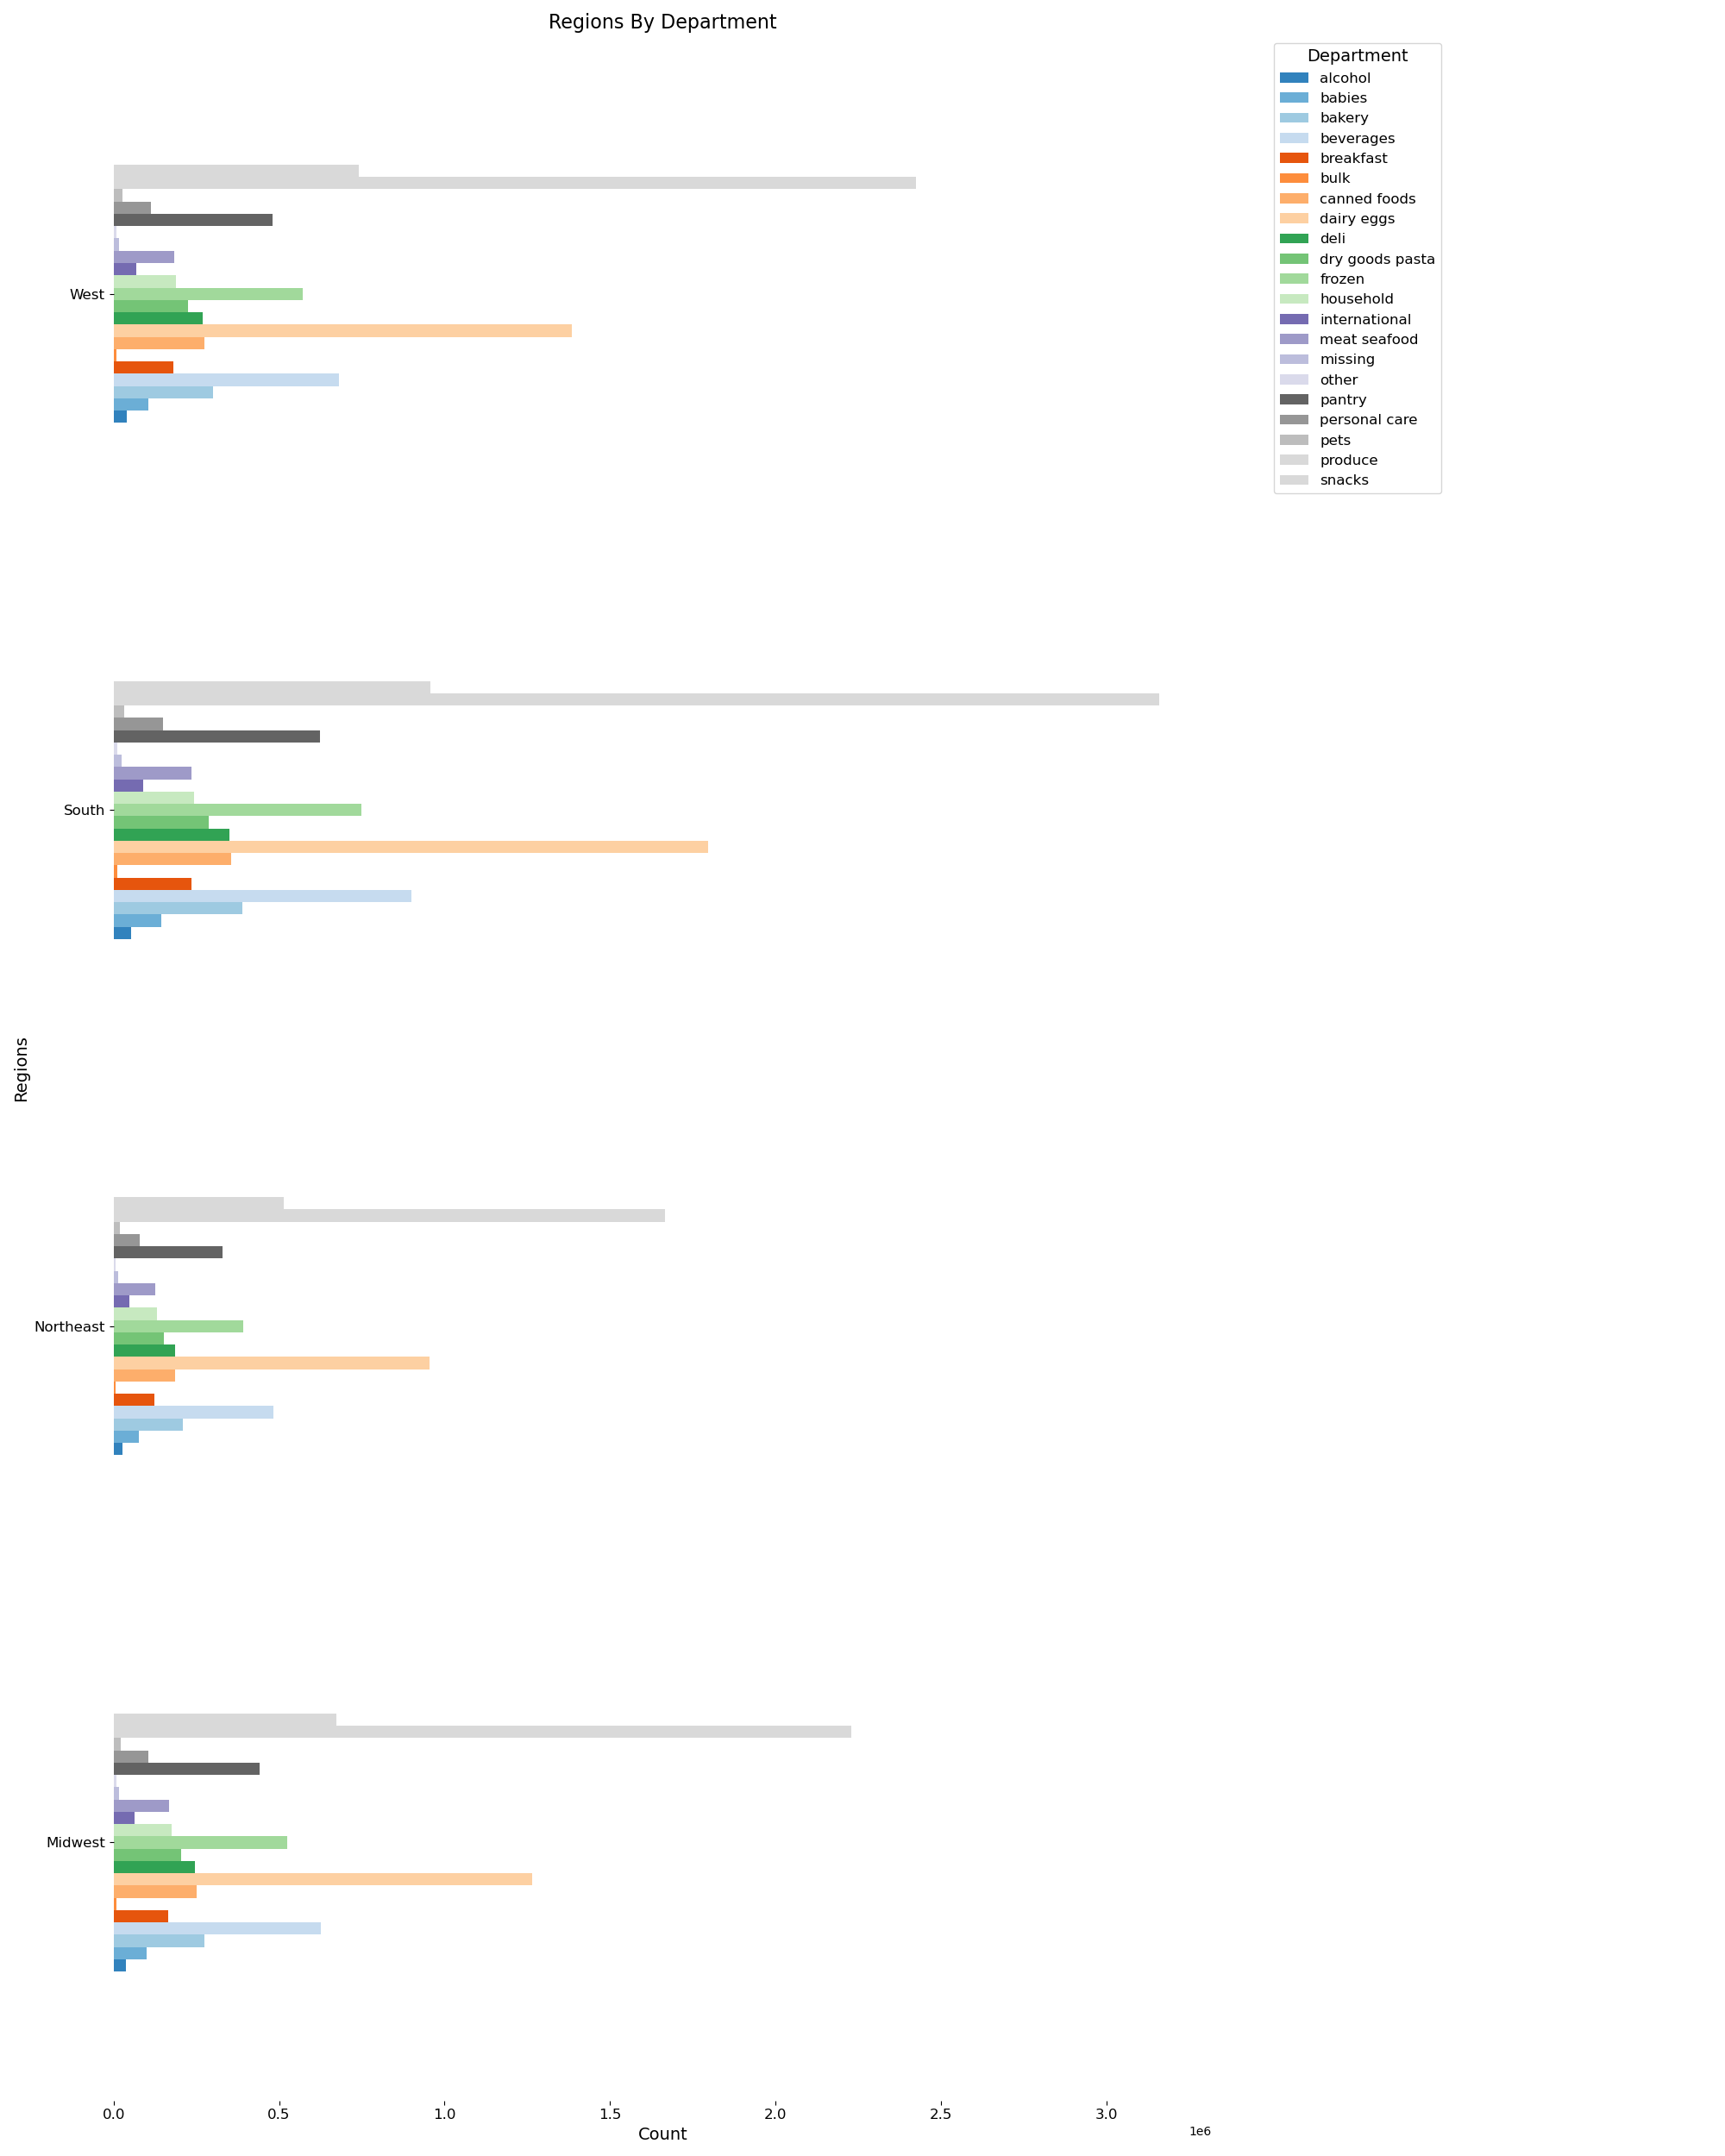 Regions By Department
Department
alcohol
babies
bakery
beverages
breakfast
bulk
canned foods
dairy eggs
deli
dry goods pasta
frozen
household
international
meat seafood
missing
other
pantry
personal care
pets
produce
snacks
West
South
Regions
Northeast
Midwest
0.0 0.5 1.0 1.5 2.0 2.5 3.0
1e6
Count